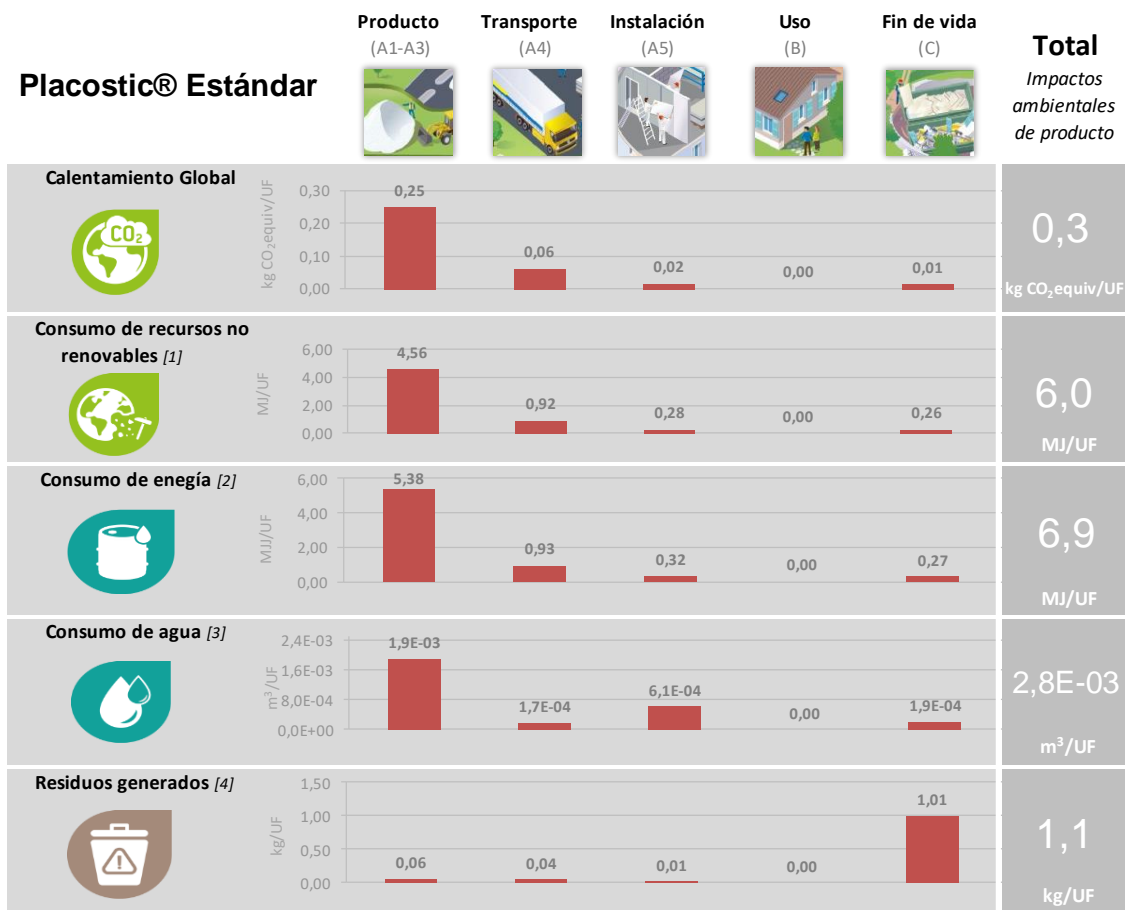 Placostic® Estándar
Producto
(A1-A3)
Transporte
(A4)
Instalación
(A5)
Uso
(B)
Fin de vida
(C)
Total
Impactos
ambientales
de producto
Calentamiento Global
CO2
kg CO2equiv/UF
0,30
0,20
0,10
0,00
0,25
0,06
0,02
0,00
0,01
0,3
kg CO2equiv/UF
Consumo de recursos no
renovables [1]
MJ/UF
6,00
4,00
2,00
0,00
4,56
0,92
0,28
0,00
0,26
6,0
MJ/UF
Consumo de enegía [2]
MJJ/UF
6,00
4,00
2,00
0,00
5,38
0,93
0,32
0,00
0,27
6,9
MJ/UF
Consumo de agua [3]
m3/UF
2,4E-03
1,6E-03
8,0E-04
0,0E+00
1,9E-03
1,7E-04
6,1E-04
0,00
1,9E-04
2,8E-03
m3/UF
Residuos generados [4]
kg/UF
1,50
1,00
0,50
0,00
0,06
0,04
0,01
0,00
1,01
1,1
kg/UF